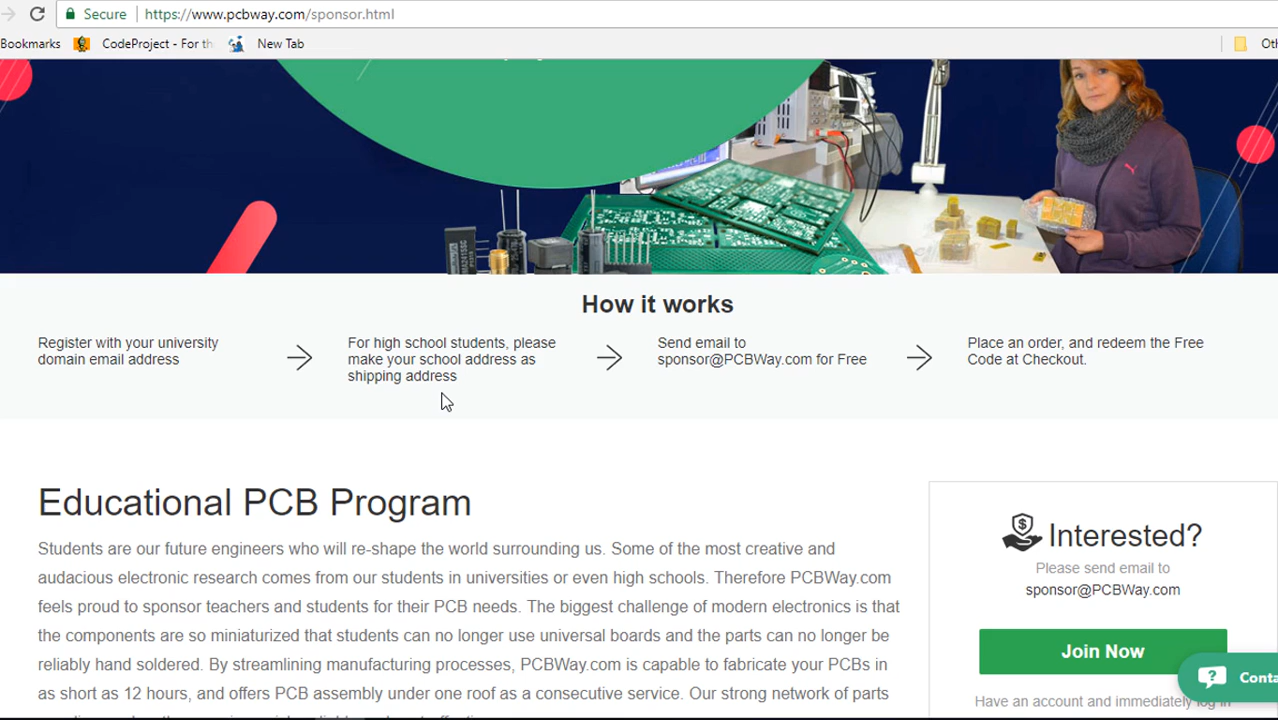 Secure https://www.pcbway.com/sponsor.html
Bookmarks CodeProject - For th New Tab
How it works
Register with your university
domain email address
For high school students, please
make your school address as
shipping address
Send email to
sponsor@PCBWay.com for Free
Place an order, and redeem the Free
Code at Checkout.
Educational PCB Program
Students are our future engineers who will re-shape the world surrounding us. Some of the most creative and
audacious electronic research comes from our students in universities or even high schools. Therefore PCBWay.com
feels proud to sponsor teachers and students for their PCB needs. The biggest challenge of modern electronics is that
the components are so miniaturized that students can no longer use universal boards and the parts can no longer be
reliably hand soldered. By streamlining manufacturing processes, PCBWay.com is capable to fabricate your PCBs in
as short as 12 hours, and offers PCB assembly under one roof as a consecutive service. Our strong network of parts
Interested?
Please send email to
sponsor@PCBWay.com
Join Now
Conta
Have an account and immediately log in